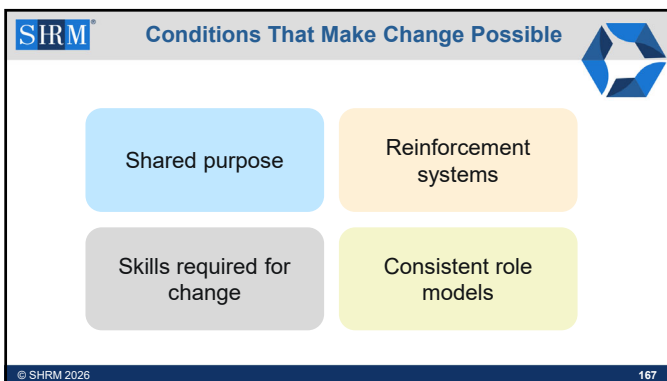 SHRM®
Conditions That Make Change Possible
Shared purpose
Reinforcement
systems
Skills required for
change
Consistent role
models
© SHRM 2026
167